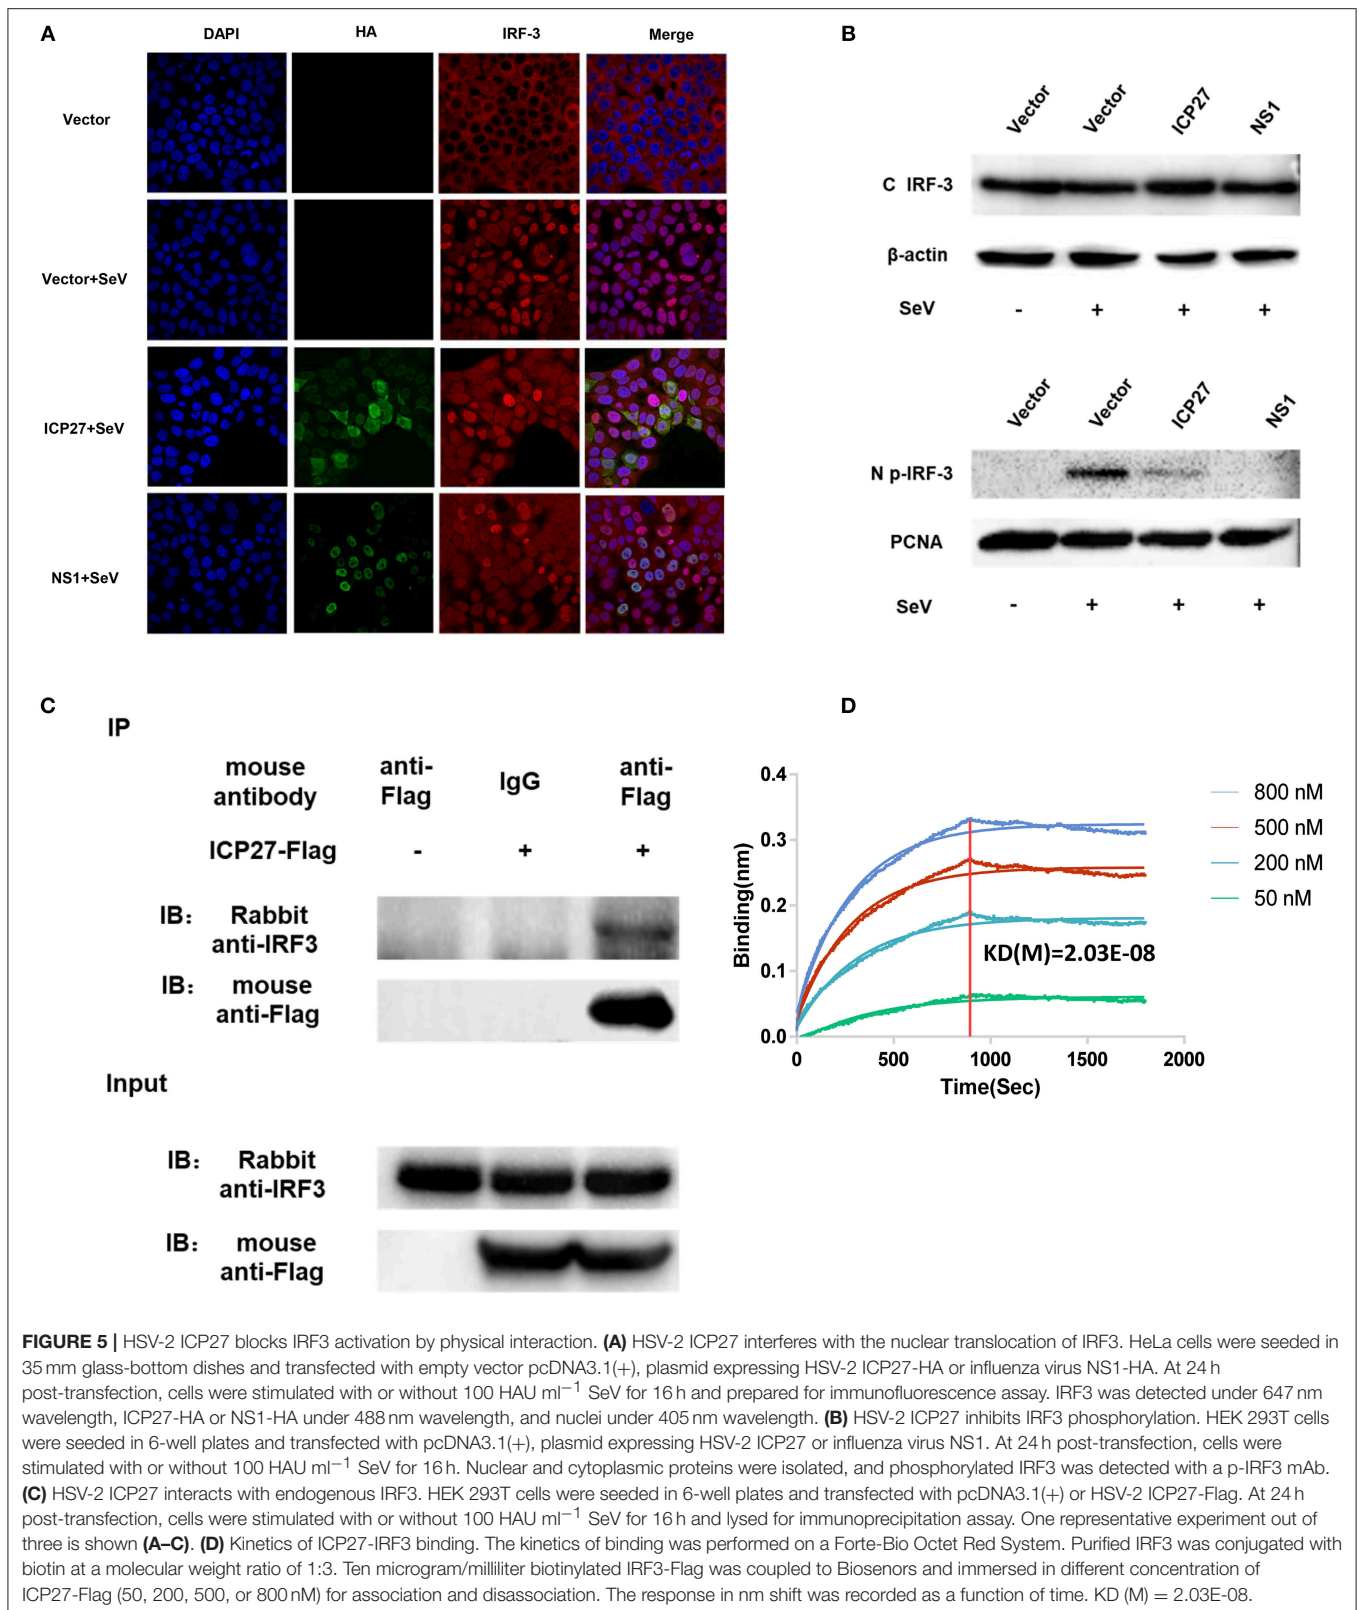 A
DAPI HA IRF-3 Merge
Vector
Vector+SeV
ICP27+SeV
NS1+SeV
B
Vector Vector ICP27 NS1
C IRF-3
β-actin
SeV - + + +
Vector Vector ICP27 NS1
N p-IRF-3
PCNA
SeV - + + +
C
IP
mouse antibody anti-Flag IgG anti-Flag
ICP27-Flag - + +
IB: Rabbit
anti-IRF3
IB: mouse
anti-Flag
Input
IB: Rabbit
anti-IRF3
IB: mouse
anti-Flag
D
Binding(nm)
0.4
0.3
0.2
0.1
0.0
0 500 1000 1500 2000
Time(Sec)
KD(M)=2.03E-08
800 nM
500 nM
200 nM
50 nM
FIGURE 5 | HSV-2 ICP27 blocks IRF3 activation by physical interaction. (A) HSV-2 ICP27 interferes with the nuclear translocation of IRF3. HeLa cells were seeded in
35 mm glass-bottom dishes and transfected with empty vector pcDNA3.1(+), plasmid expressing HSV-2 ICP27-HA or influenza virus NS1-HA. At 24 h
post-transfection, cells were stimulated with or without 100 HAU ml⁻¹ SeV for 16 h and prepared for immunofluorescence assay. IRF3 was detected under 647 nm
wavelength, ICP27-HA or NS1-HA under 488 nm wavelength, and nuclei under 405 nm wavelength. (B) HSV-2 ICP27 inhibits IRF3 phosphorylation. HEK 293T cells
were seeded in 6-well plates and transfected with pcDNA3.1(+), plasmid expressing HSV-2 ICP27 or influenza virus NS1. At 24 h post-transfection, cells were
stimulated with or without 100 HAU ml⁻¹ SeV for 16 h. Nuclear and cytoplasmic proteins were isolated, and phosphorylated IRF3 was detected with a p-IRF3 mAb.
(C) HSV-2 ICP27 interacts with endogenous IRF3. HEK 293T cells were seeded in 6-well plates and transfected with pcDNA3.1(+) or HSV-2 ICP27-Flag. At 24 h
post-transfection, cells were stimulated with or without 100 HAU ml⁻¹ SeV for 16 h and lysed for immunoprecipitation assay. One representative experiment out of
three is shown (A–C). (D) Kinetics of ICP27-IRF3 binding. The kinetics of binding was performed on a Forte-Bio Octet Red System. Purified IRF3 was conjugated with
biotin at a molecular weight ratio of 1:3. Ten microgram/milliliter biotinylated IRF3-Flag was coupled to Biosenors and immersed in different concentration of
ICP27-Flag (50, 200, 500, or 800 nM) for association and disassociation. The response in nm shift was recorded as a function of time. KD (M) = 2.03E-08.